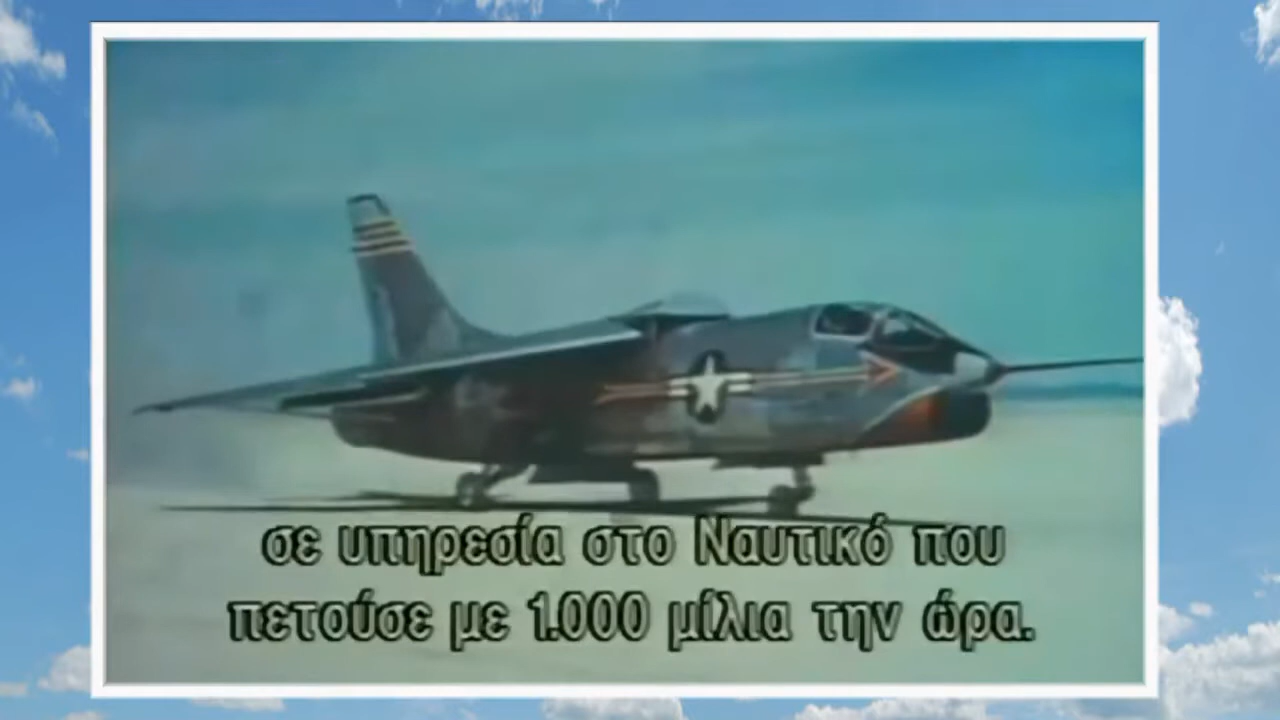 σε υπηρεσία στο Ναυτικό που
πετούσε με 1.000 μίλια την ώρα.